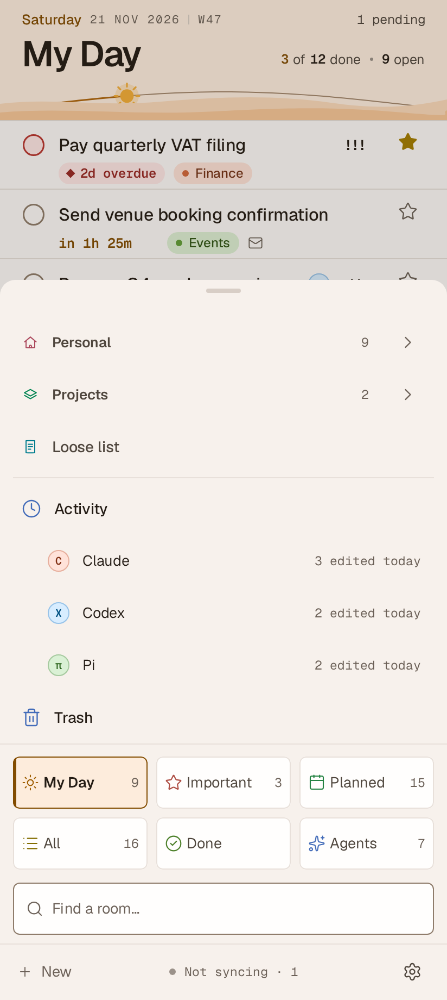 Saturday 21 NOV 2026 | W47 1 pending
My Day 3 of 12 done • 9 open
Pay quarterly VAT filing !!!
2d overdue Finance
Send venue booking confirmation
in 1h 25m Events
Personal 9
Projects 2
Loose list
Activity
C Claude 3 edited today
X Codex 2 edited today
π Pi 2 edited today
Trash
My Day 9 Important 3 Planned 15
All 16 Done Agents 7
Find a room...
+ New Not syncing · 1